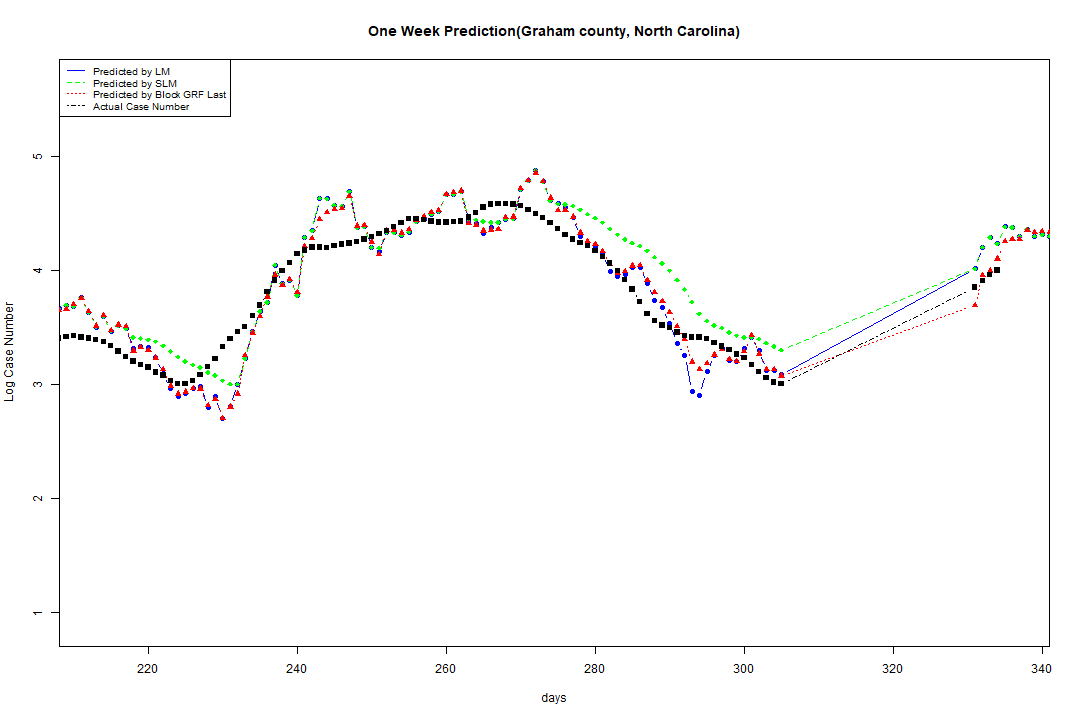 One Week Prediction(Graham county, North Carolina)
Predicted by LM
Predicted by SLM
Predicted by Block GRF Last
Actual Case Number
5
4
3
2
1
Log Case Number
220 240 260 280 300 320 340
days